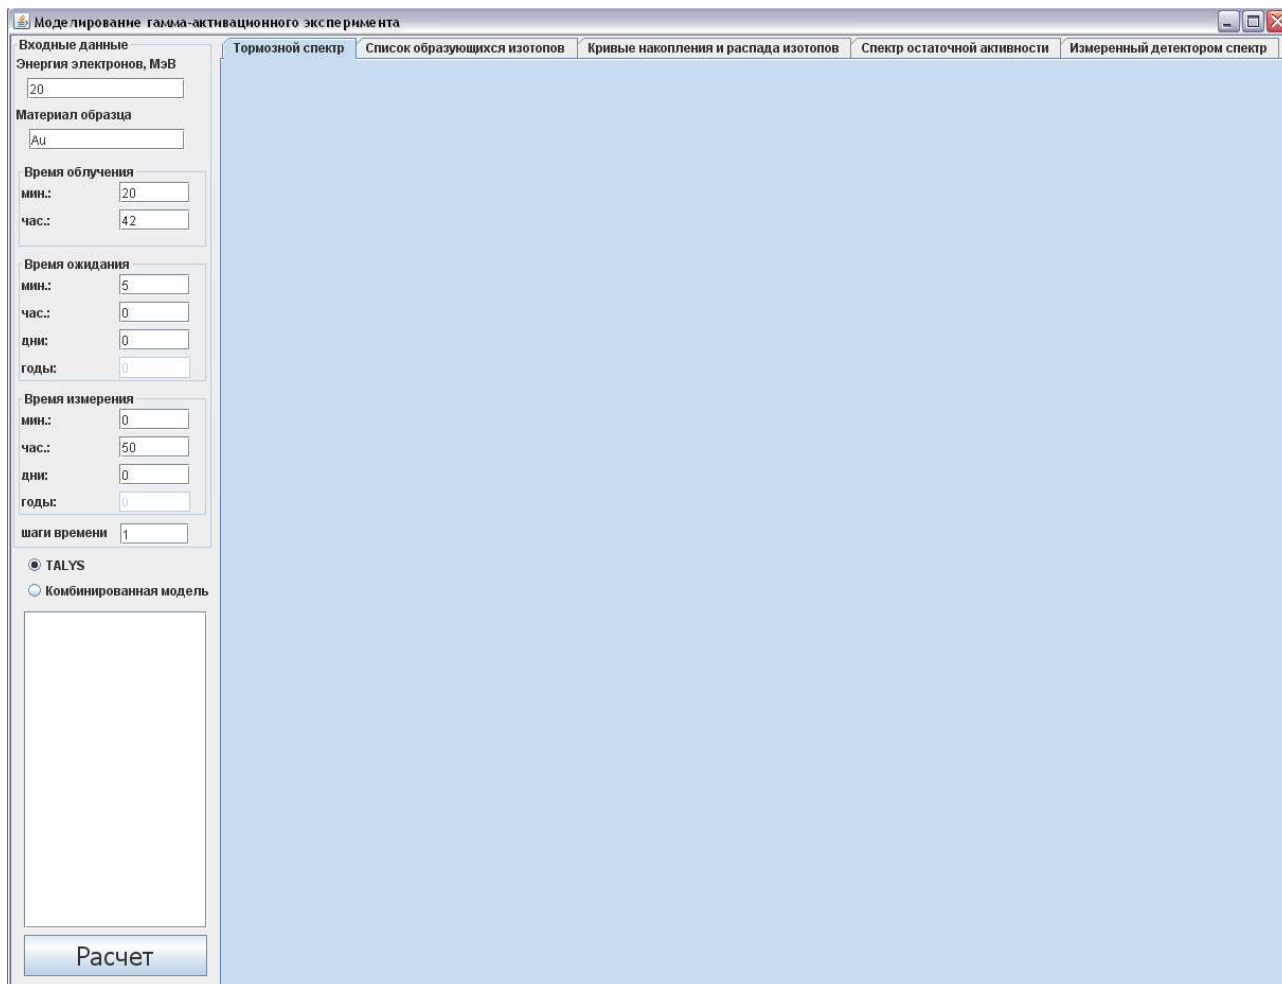 Моделирование гамма-активационного эксперимента
Входные данные
Тормозной спектр Список образующихся изотопов Кривые накопления и распада изотопов Спектр остаточной активности Измеренный детектором спектр
Энергия электронов, МэВ
20
Материал образца
Au
Время облучения
мин.: 20
час.: 42
Время ожидания
мин.: 5
час.: 0
дни: 0
годы: 0
Время измерения
мин.: 0
час.: 50
дни: 0
годы: 0
шаги времени 1
TALYS
Комбинированная модель
Расчет